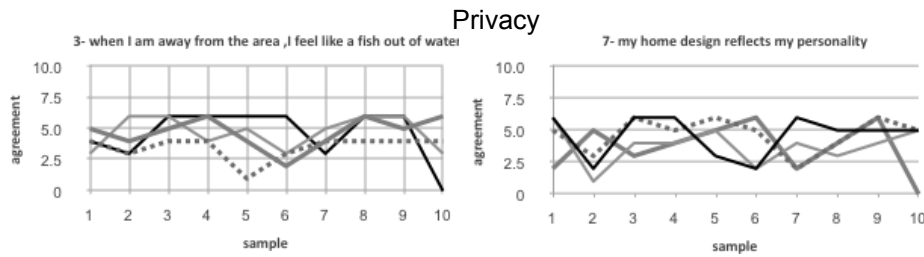 Privacy
3- when I am away from the area ,I feel like a fish out of water
10.0
7.5
5.0
2.5
0
agreement
1 2 3 4 5 6 7 8 9 10
sample
7- my home design reflects my personality
10.0
7.5
5.0
2.5
0
agreement
1 2 3 4 5 6 7 8 9 10
sample